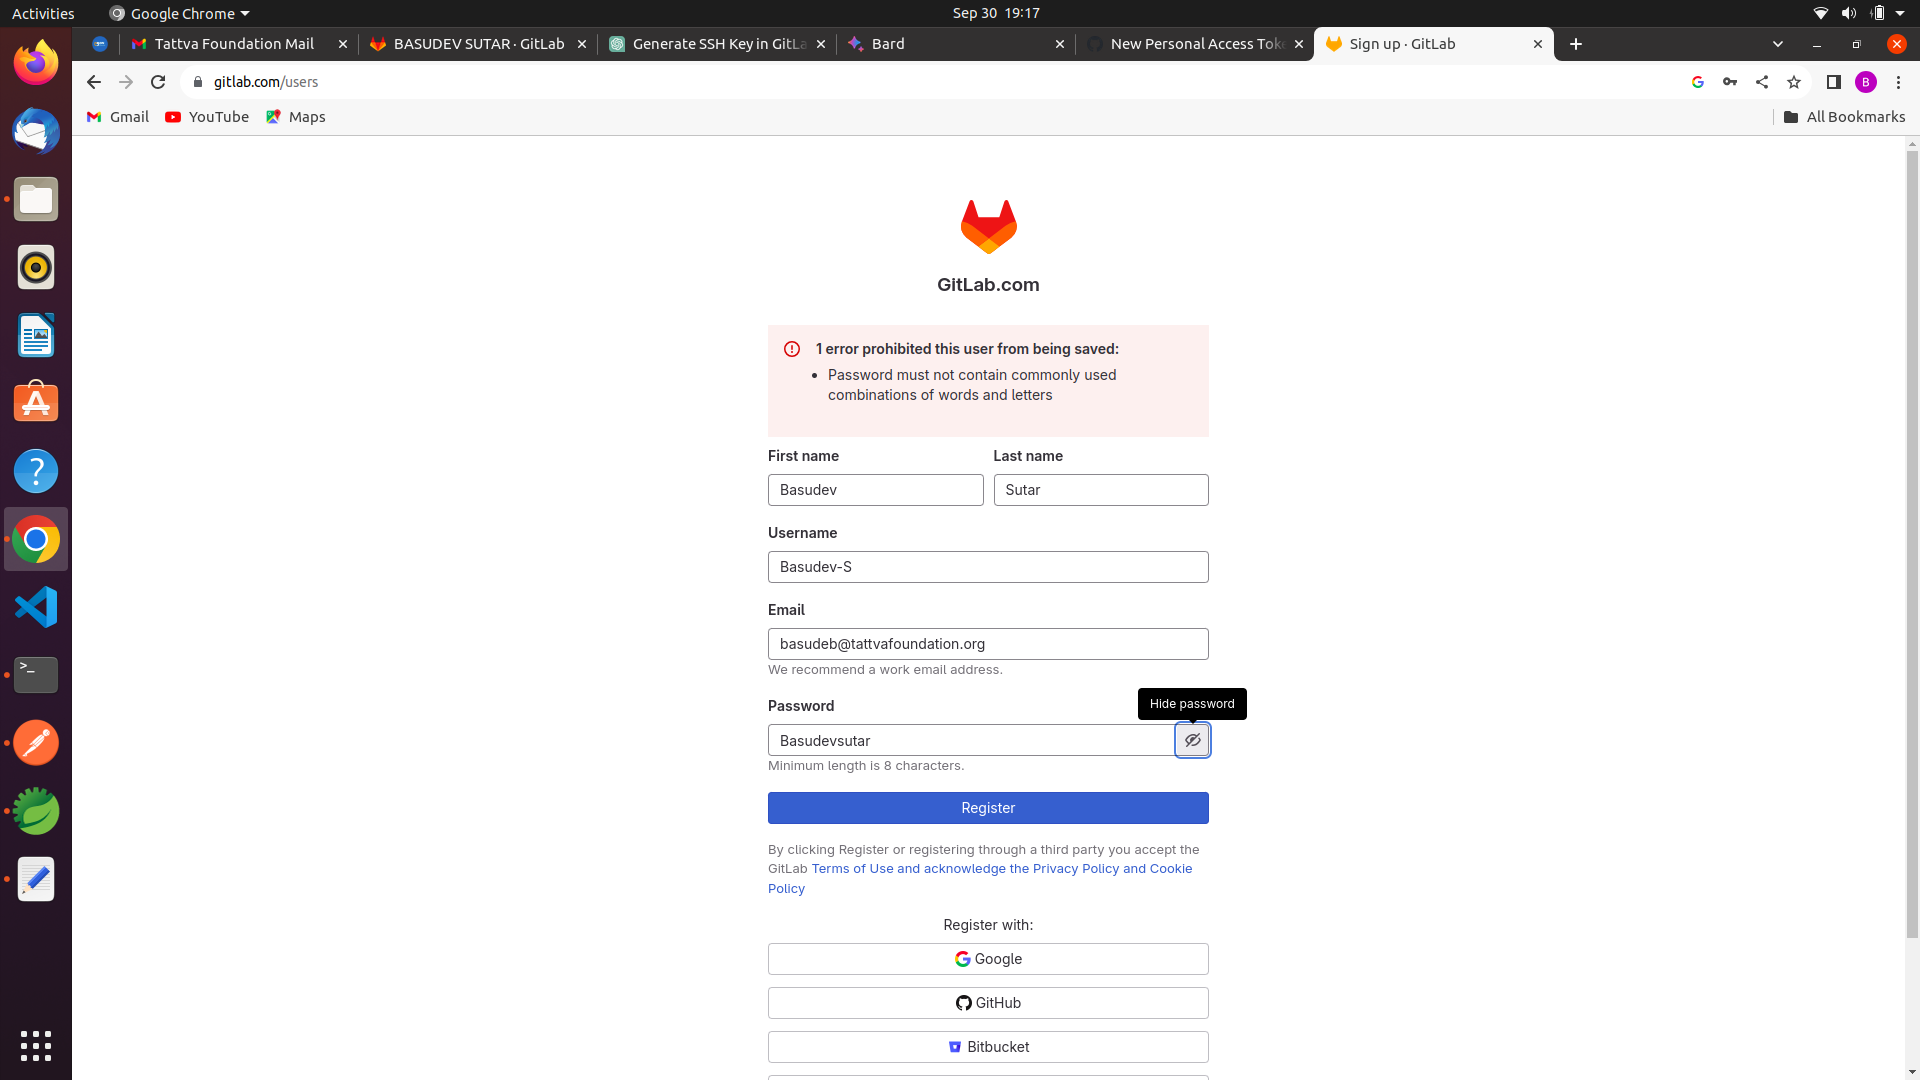 Activities
Google Chrome
Sep 30 19:17
Tattva Foundation Mail
BASUDEV SUTAR · GitLab
Generate SSH Key in GitLa
Bard
New Personal Access Toke
Sign up · GitLab
gitlab.com/users
B
Gmail
YouTube
Maps
All Bookmarks
GitLab.com
1 error prohibited this user from being saved:
• Password must not contain commonly used
combinations of words and letters
First name
Last name
Basudev
Sutar
Username
Basudev-S
Email
basudeb@tattvafoundation.org
We recommend a work email address.
Password
Hide password
Basudevsutar
Minimum length is 8 characters.
Register
By clicking Register or registering through a third party you accept the
GitLab Terms of Use and acknowledge the Privacy Policy and Cookie
Policy
Register with:
Google
GitHub
Bitbucket